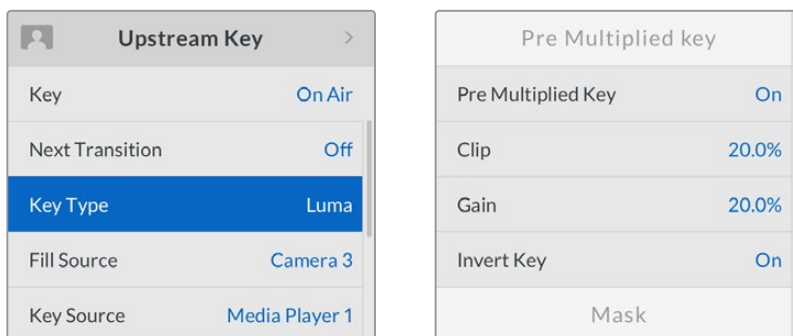 Upstream Key
Key On Air
Next Transition Off
Key Type Luma
Fill Source Camera 3
Key Source Media Player 1
Pre Multiplied key
Pre Multiplied Key On
Clip 20.0%
Gain 20.0%
Invert Key On
Mask